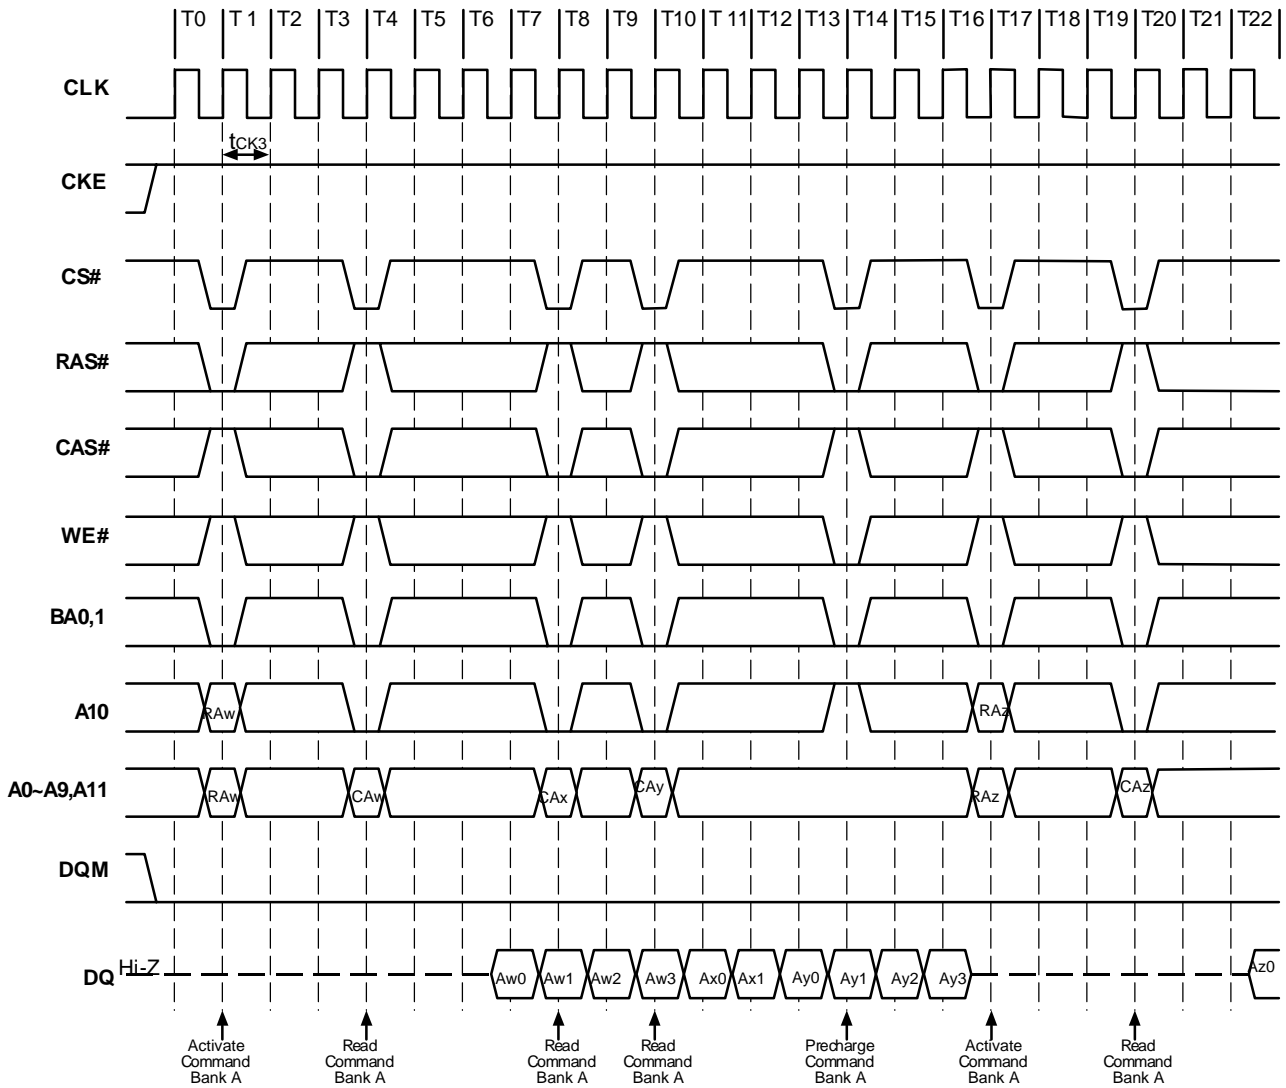 T0 T 1 T2 T3 T4 T5 T6 T7 T8 T9 T10 T 11 T12 T13 T14 T15 T16 T17 T18 T19 T20 T21 T22
CLK
tCK3
CKE
CS#
RAS#
CAS#
WE#
BA0,1
A10
RAw RAz
A0~A9,A11
RAw CAw CAx CAy RAz CAz
DQM
DQ Hi-Z
Aw0 Aw1 Aw2 Aw3 Ax0 Ax1 Ay0 Ay1 Ay2 Ay3 Az0
Activate
Command
Bank A
Read
Command
Bank A
Read
Command
Bank A
Read
Command
Bank A
Precharge
Command
Bank A
Activate
Command
Bank A
Read
Command
Bank A